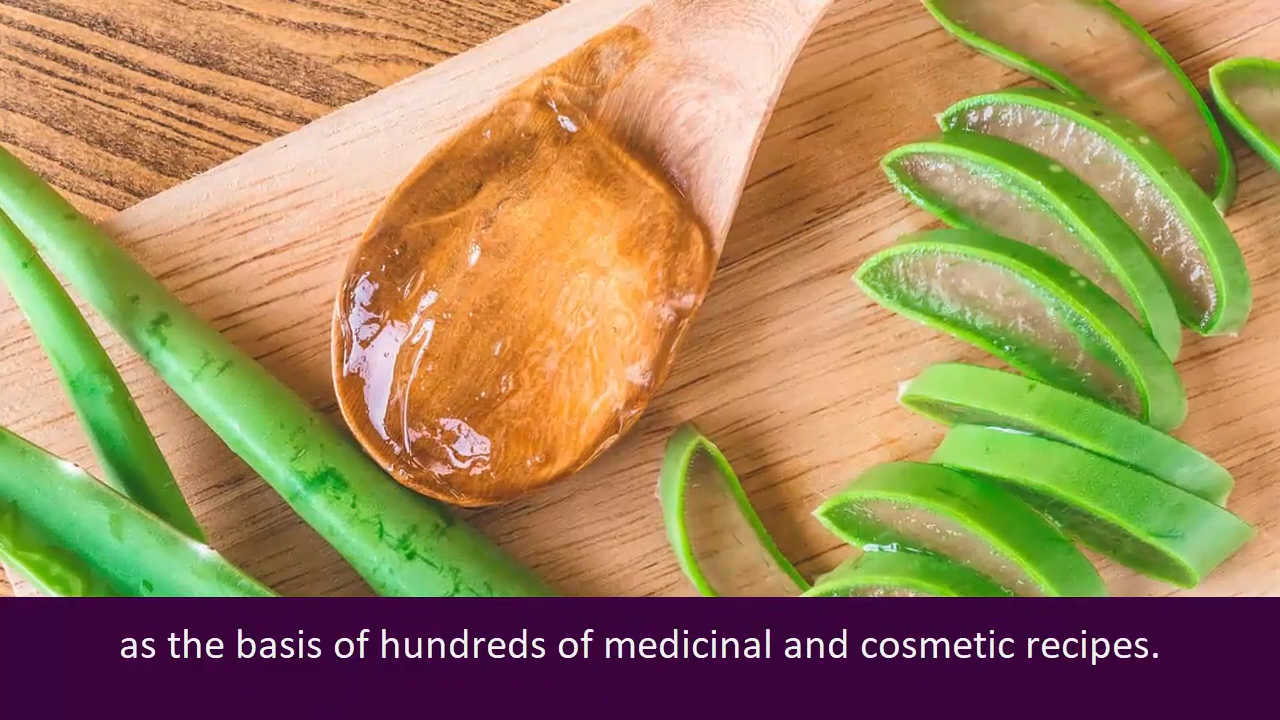 as the basis of hundreds of medicinal and cosmetic recipes.